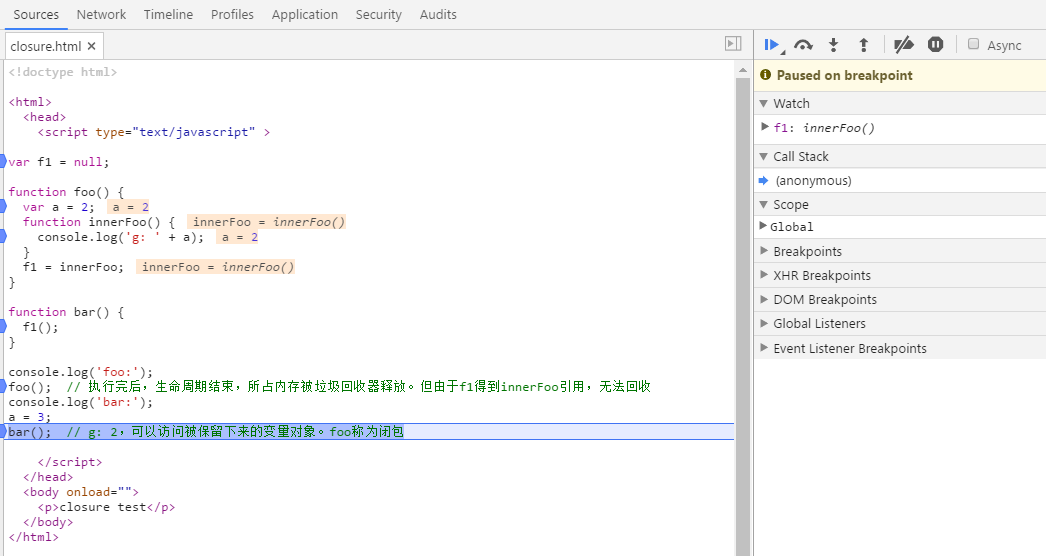 Sources Network Timeline Profiles Application Security Audits
closure.html ×
<!doctype html>
<html>
<head>
<script type="text/javascript" >
var f1 = null;
function foo() {
var a = 2; a = 2
function innerFoo() { innerFoo = innerFoo()
console.log('g: ' + a); a = 2
}
f1 = innerFoo; innerFoo = innerFoo()
}
function bar() {
f1();
}
console.log('foo:');
foo(); // 执行完后，生命周期结束，所占内存被垃圾回收器释放。但由于f1得到innerFoo引用，无法回收
console.log('bar:');
a = 3;
bar(); // g: 2，可以访问被保留下来的变量对象。foo称为闭包
</script>
</head>
<body onload="">
<p>closure test</p>
</body>
</html>
Async
Paused on breakpoint
Watch
f1: innerFoo()
Call Stack
(anonymous)
Scope
Global
Breakpoints
XHR Breakpoints
DOM Breakpoints
Global Listeners
Event Listener Breakpoints